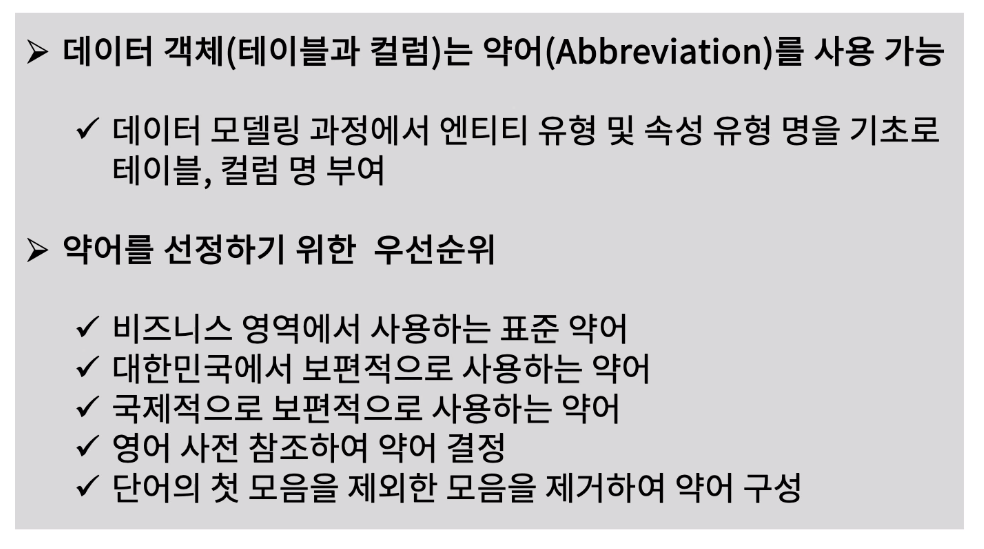 ➢ 데이터 객체(테이블과 컬럼)는 약어(Abbreviation)를 사용 가능
✓ 데이터 모델링 과정에서 엔티티 유형 및 속성 유형 명을 기초로
테이블, 컬럼 명 부여
➢ 약어를 선정하기 위한 우선순위
✓ 비즈니스 영역에서 사용하는 표준 약어
✓ 대한민국에서 보편적으로 사용하는 약어
✓ 국제적으로 보편적으로 사용하는 약어
✓ 영어 사전 참조하여 약어 결정
✓ 단어의 첫 모음을 제외한 모음을 제거하여 약어 구성